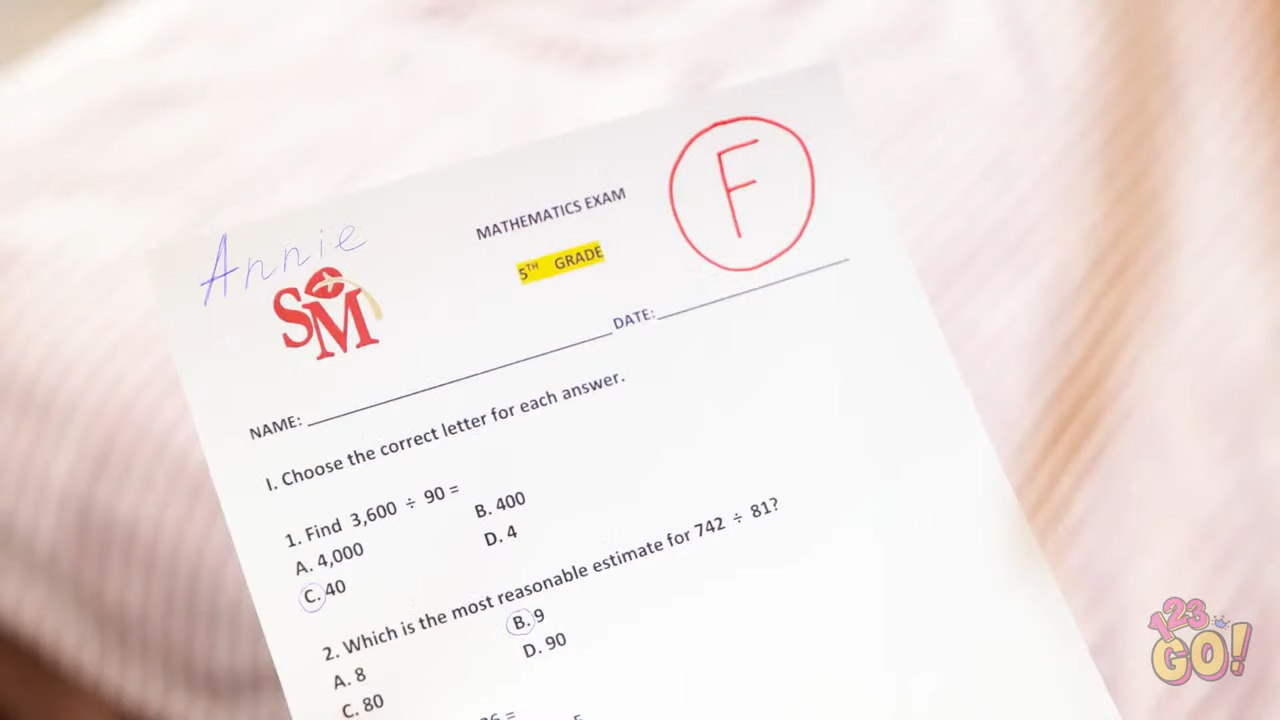 Annie
SM
MATHEMATICS EXAM
5TH GRADE
F
NAME: ____________________ DATE: ____________
I. Choose the correct letter for each answer.
1. Find 3,600 ÷ 90 =
A. 4,000 B. 400
C. 40 D. 4
2. Which is the most reasonable estimate for 742 ÷ 81?
A. 8 B. 9
C. 80 D. 90
123
GO!